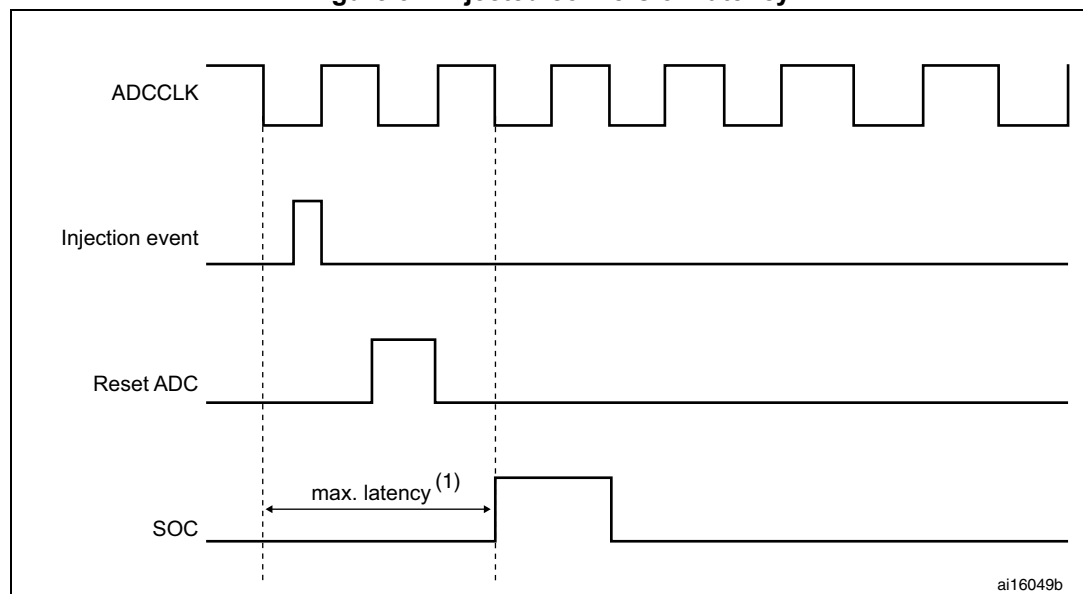 ADCCLK
Injection event
Reset ADC
max. latency (1)
SOC
ai16049b